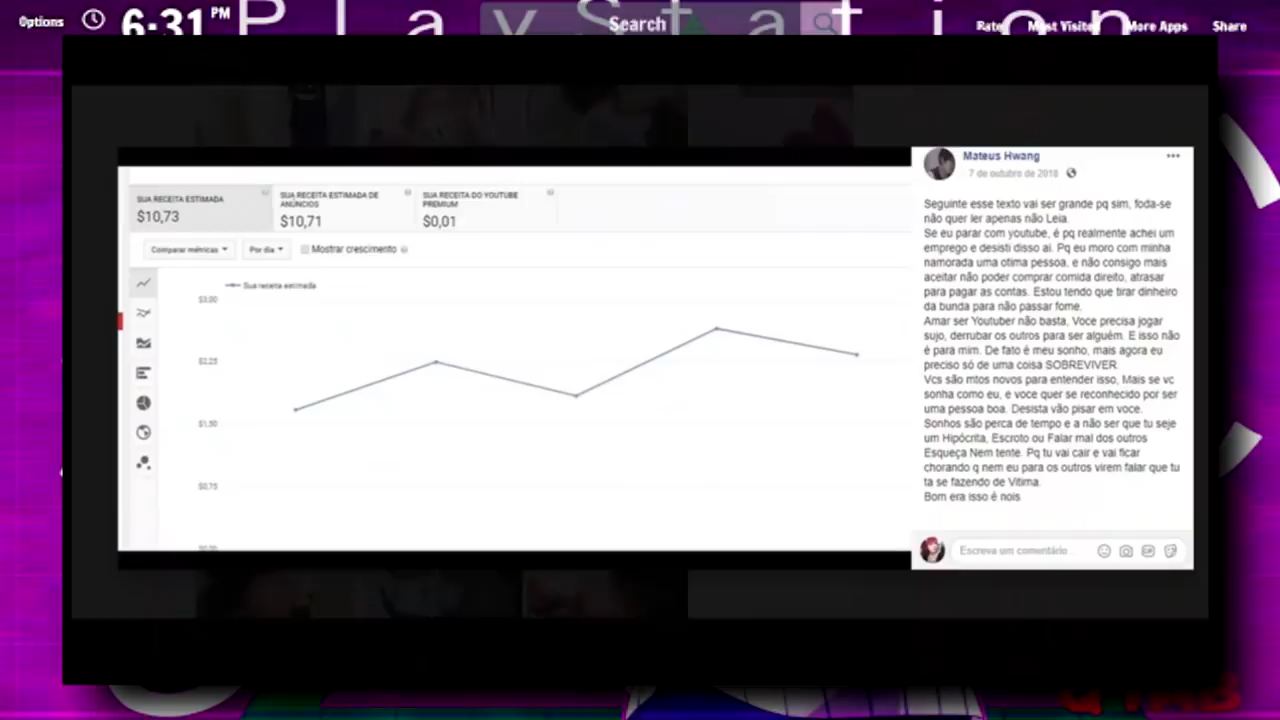 Options
6:31 PM
PlayStation
Search
Rate
Most Visited
More Apps
Share
SUA RECEITA ESTIMADA
$10,73
SUA RECEITA ESTIMADA DE
ANÚNCIOS
$10,71
SUA RECEITA DO YOUTUBE
PREMIUM
$0,01
Comparar métricas
Por dia
Mostrar crescimento
Sua receita estimada
$3,00
$2,25
$1,50
$0,75
Mateus Hwang
7 de outubro de 2018
Seguinte esse texto vai ser grande pq sim, foda-se
não quer ler apenas não Leia.
Se eu parar com youtube, é pq realmente achei um
emprego e desisti disso ai. Pq eu moro com minha
namorada uma otima pessoa, e não consigo mais
aceitar não poder comprar comida direito, atrasar
para pagar as contas. Estou tendo que tirar dinheiro
da bunda para não passar fome.
Amar ser Youtuber não basta, Voce precisa jogar
sujo, derrubar os outros para ser alguém. E isso não
é para mim. De fato é meu sonho, mais agora eu
preciso só de uma coisa SOBREVIVER.
Vcs são mtos novos para entender isso, Mais se vc
sonha como eu, e voce quer se reconhecido por ser
uma pessoa boa. Desista vão pisar em voce.
Sonhos são perca de tempo e a não ser que tu seje
um Hipócrita, Escroto ou Falar mal dos outros
Esqueça Nem tente. Pq tu vai cair e vai ficar
chorando q nem eu para os outros virem falar que tu
ta se fazendo de Vitima.
Bom era isso é nois
Escreva um comentário...
GIF